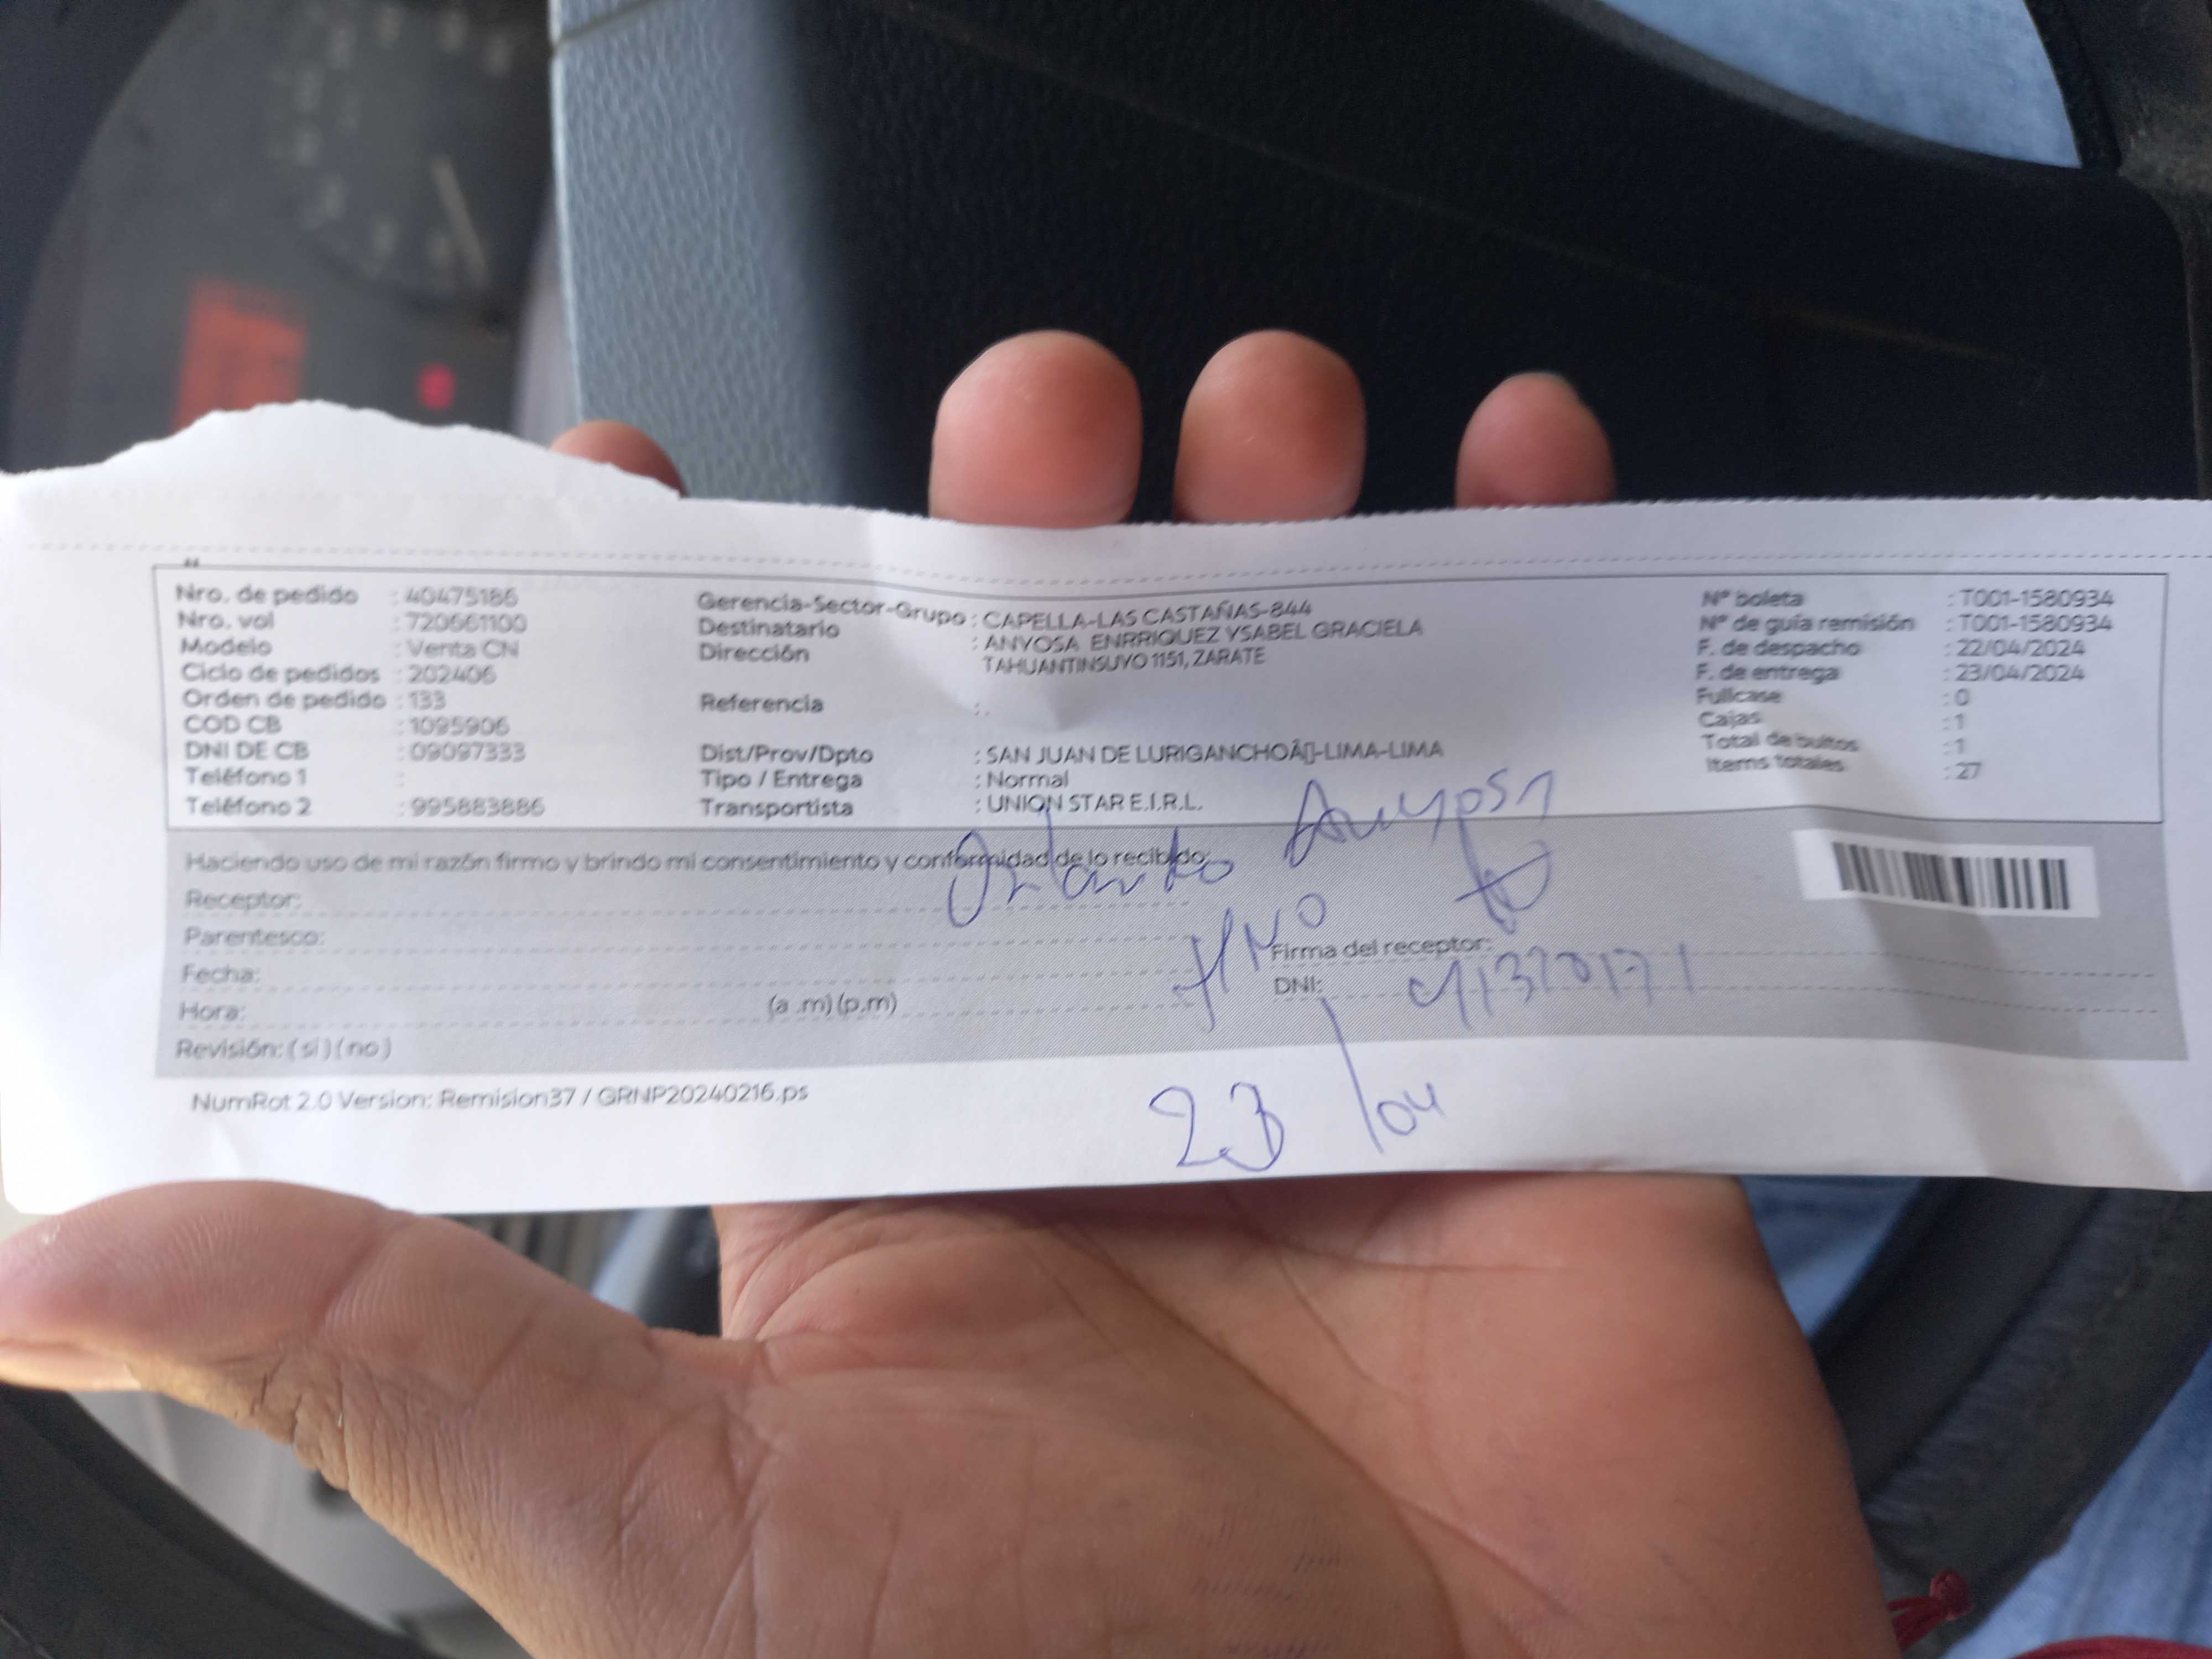 Nro. de pedido : 40475186
Nro. vol : 720661100
Modelo : Venta CN
Ciclo de pedidos : 202406
Orden de pedido : 133
COD CB : 1095906
DNI DE CB : 09097333
Teléfono 1 :
Teléfono 2 : 995883886
Gerencia-Sector-Grupo : CAPELLA-LAS CASTAÑAS-844
Destinatario : ANYOSA ENRRIQUEZ YSABEL GRACIELA
Dirección TAHUANTINSUYO 1151, ZARATE
Referencia : .
Dist/Prov/Dpto : SAN JUAN DE LURIGANCHOÂ[]-LIMA-LIMA
Tipo / Entrega : Normal
Transportista : UNION STAR E.I.R.L.
N° boleta : T001-1580934
N° de guía remisión : T001-1580934
F. de despacho : 22/04/2024
F. de entrega : 23/04/2024
Fullcase : 0
Cajas : 1
Total de bultos : 1
Items totales : 27
Haciendo uso de mi razón firmo y brindo mi consentimiento y conformidad de lo recibido:
Orlando Anyosa
Receptor:
Parentesco:
HNO
Firma del receptor:
Fecha:
DNI:
Hora: (a .m) (p.m)
Revisión: ( si ) ( no )
23/04
NumRot 2.0 Version: Remision37 / GRNP20240216.ps